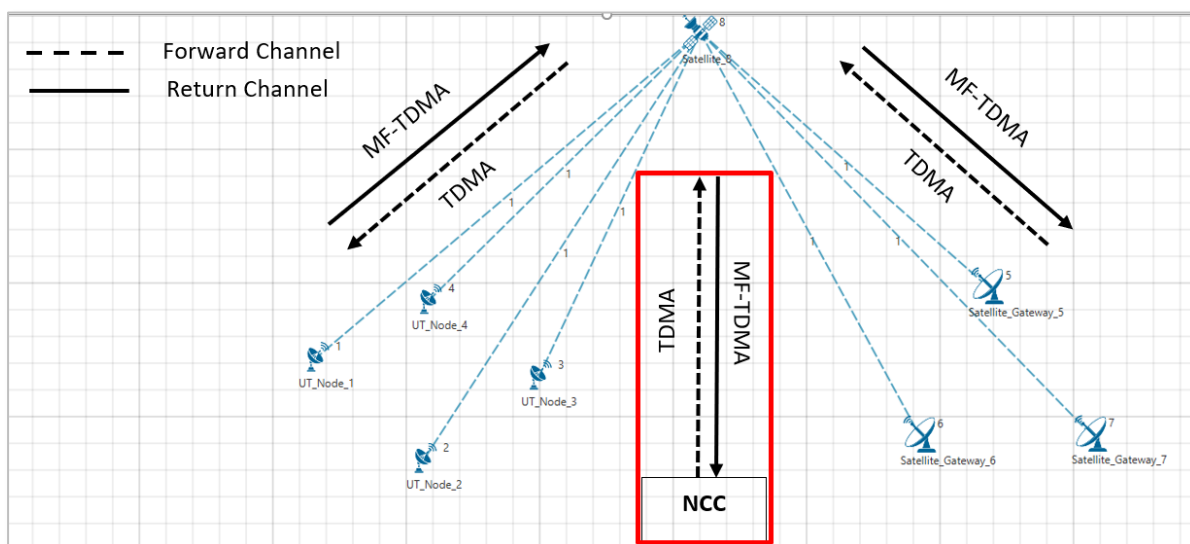 Forward Channel
Return Channel
8
Satellite_8
MF-TDMA
TDMA
MF-TDMA
TDMA
1
1
1
1
1
1
1
TDMA
MF-TDMA
4
UT_Node_4
5
Satellite_Gateway_5
1
UT_Node_1
3
UT_Node_3
2
UT_Node_2
6
Satellite_Gateway_6
7
Satellite_Gateway_7
NCC